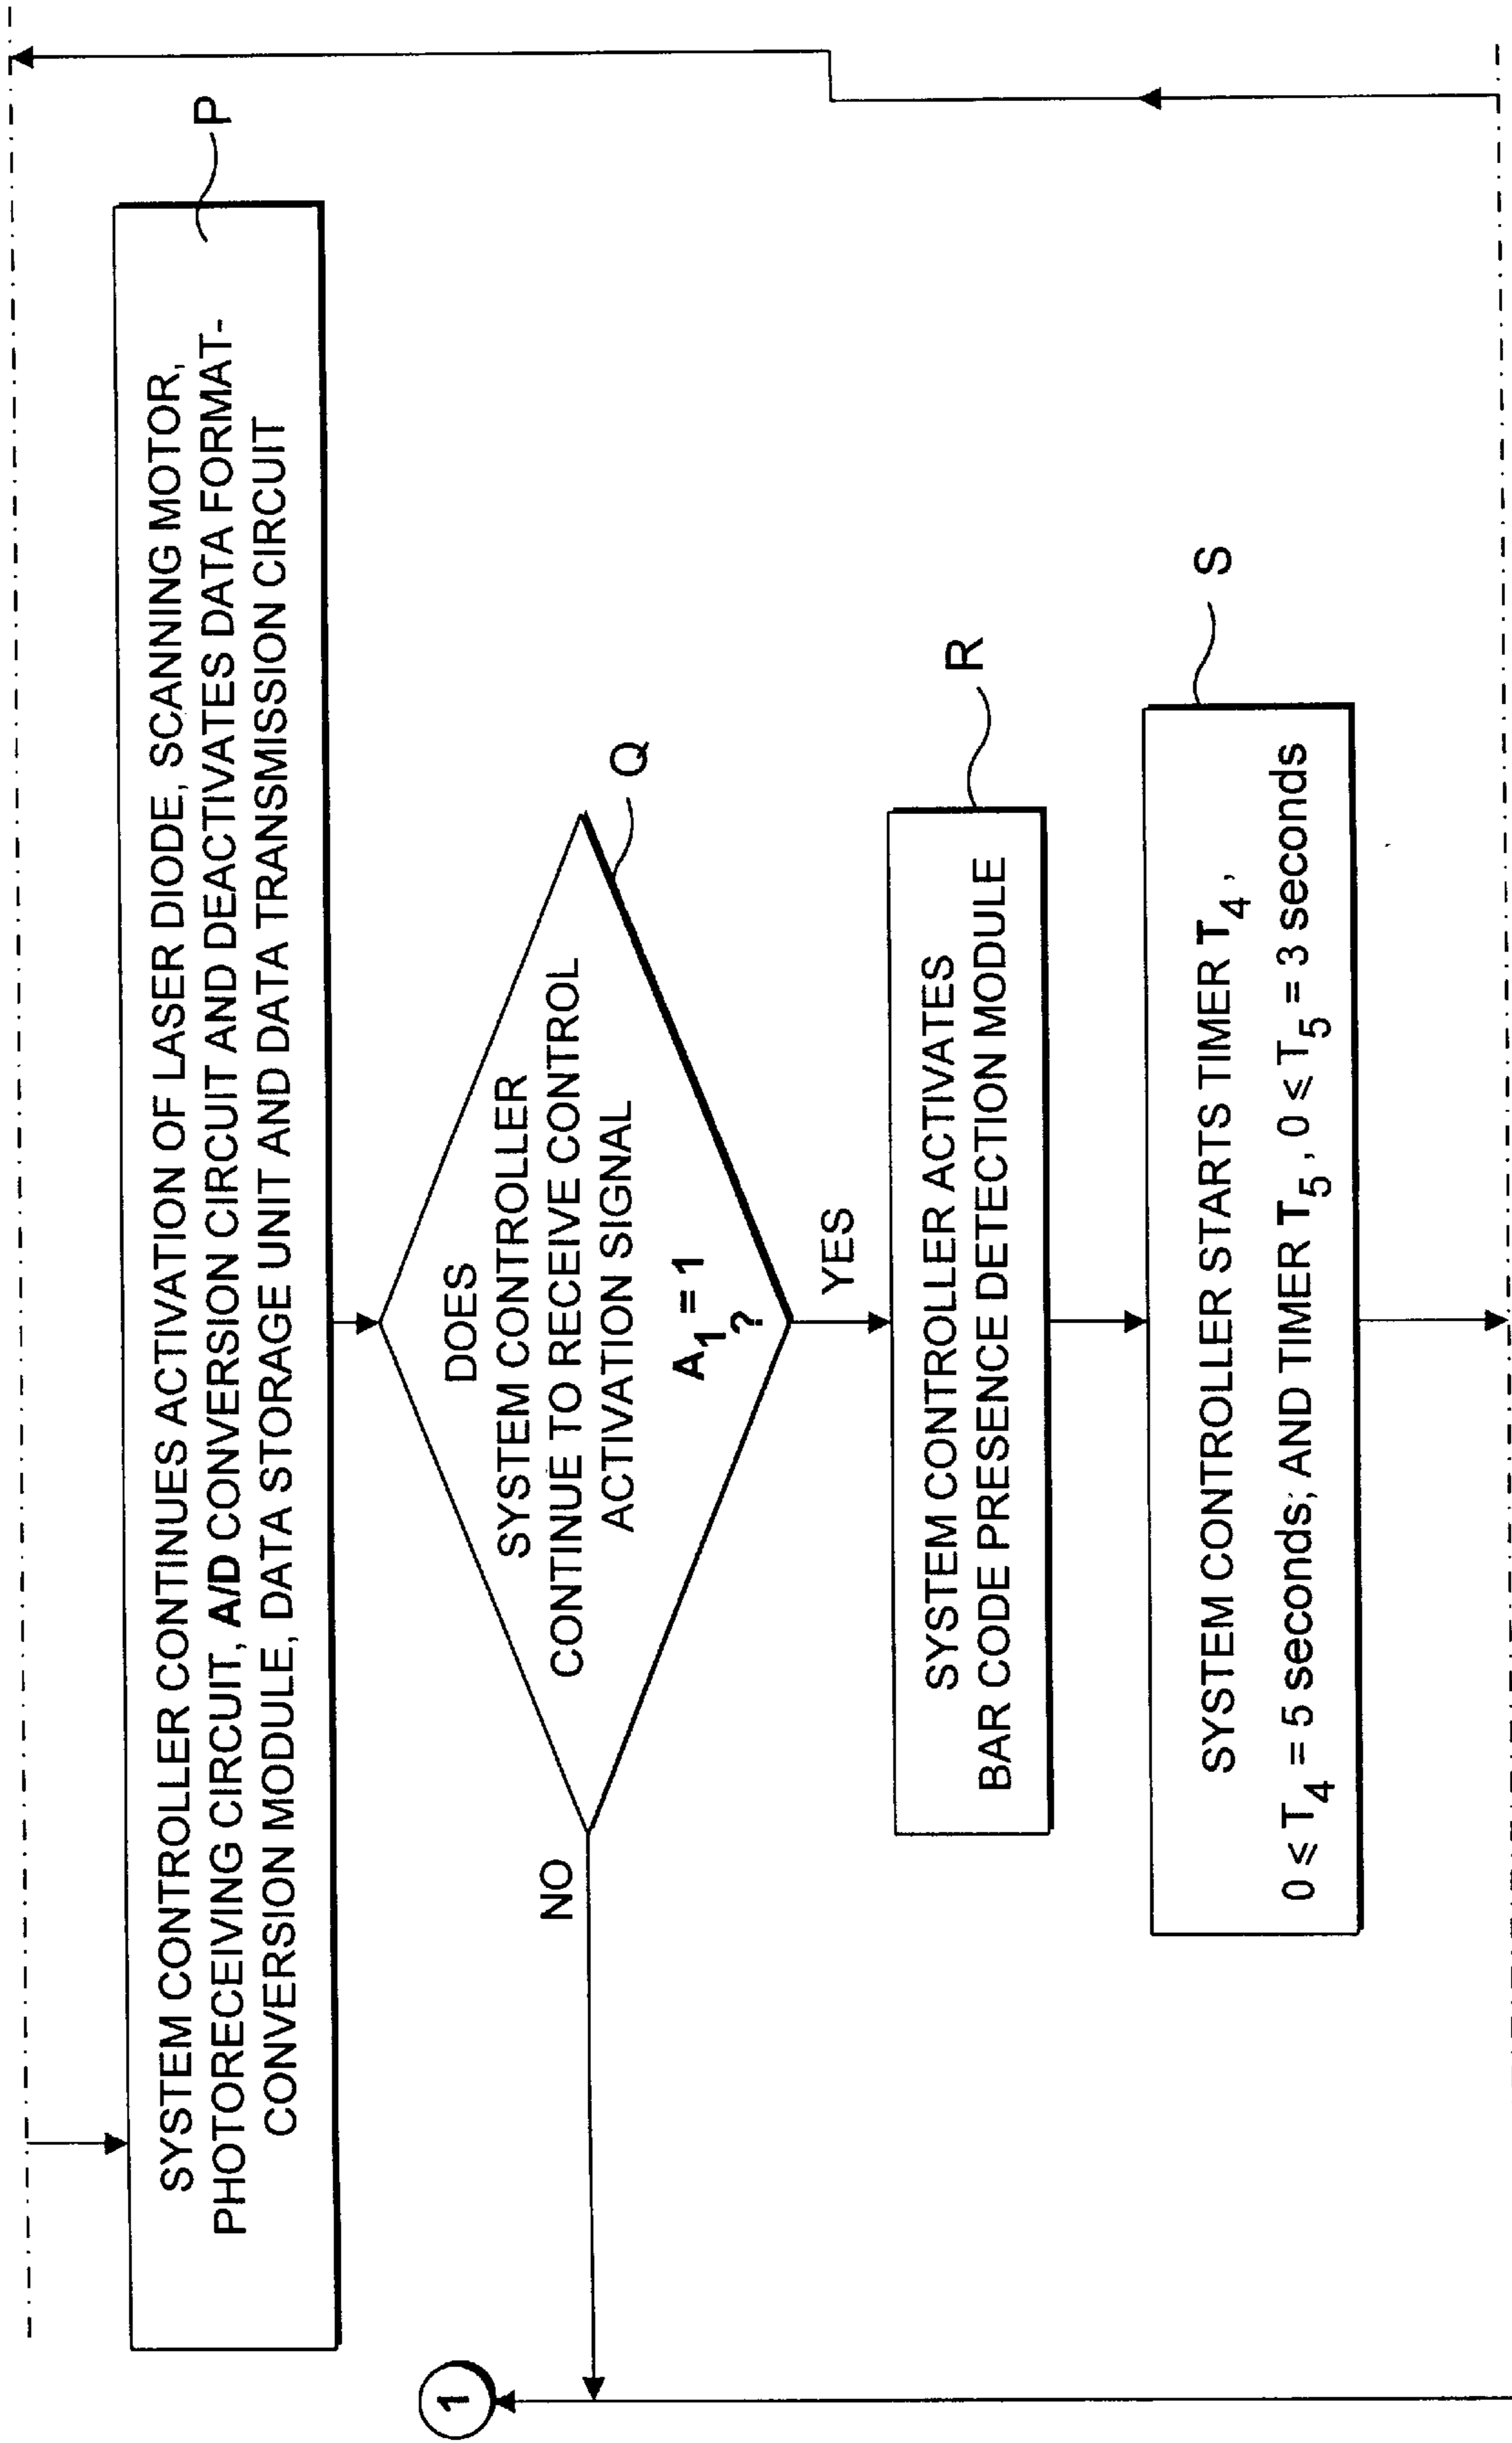 SYSTEM CONTROLLER CONTINUES ACTIVATION OF LASER DIODE, SCANNING MOTOR,
PHOTORECEIVING CIRCUIT, A/D CONVERSION CIRCUIT AND DEACTIVATES DATA FORMAT-
CONVERSION MODULE, DATA STORAGE UNIT AND DATA TRANSMISSION CIRCUIT
P
1
DOES
SYSTEM CONTROLLER
CONTINUE TO RECEIVE CONTROL
ACTIVATION SIGNAL
A₁ = 1
?
Q
NO
YES
SYSTEM CONTROLLER ACTIVATES
BAR CODE PRESENCE DETECTION MODULE
R
SYSTEM CONTROLLER STARTS TIMER T₄,
0 ≤ T₄ = 5 seconds; AND TIMER T₅, 0 ≤ T₅ = 3 seconds
S